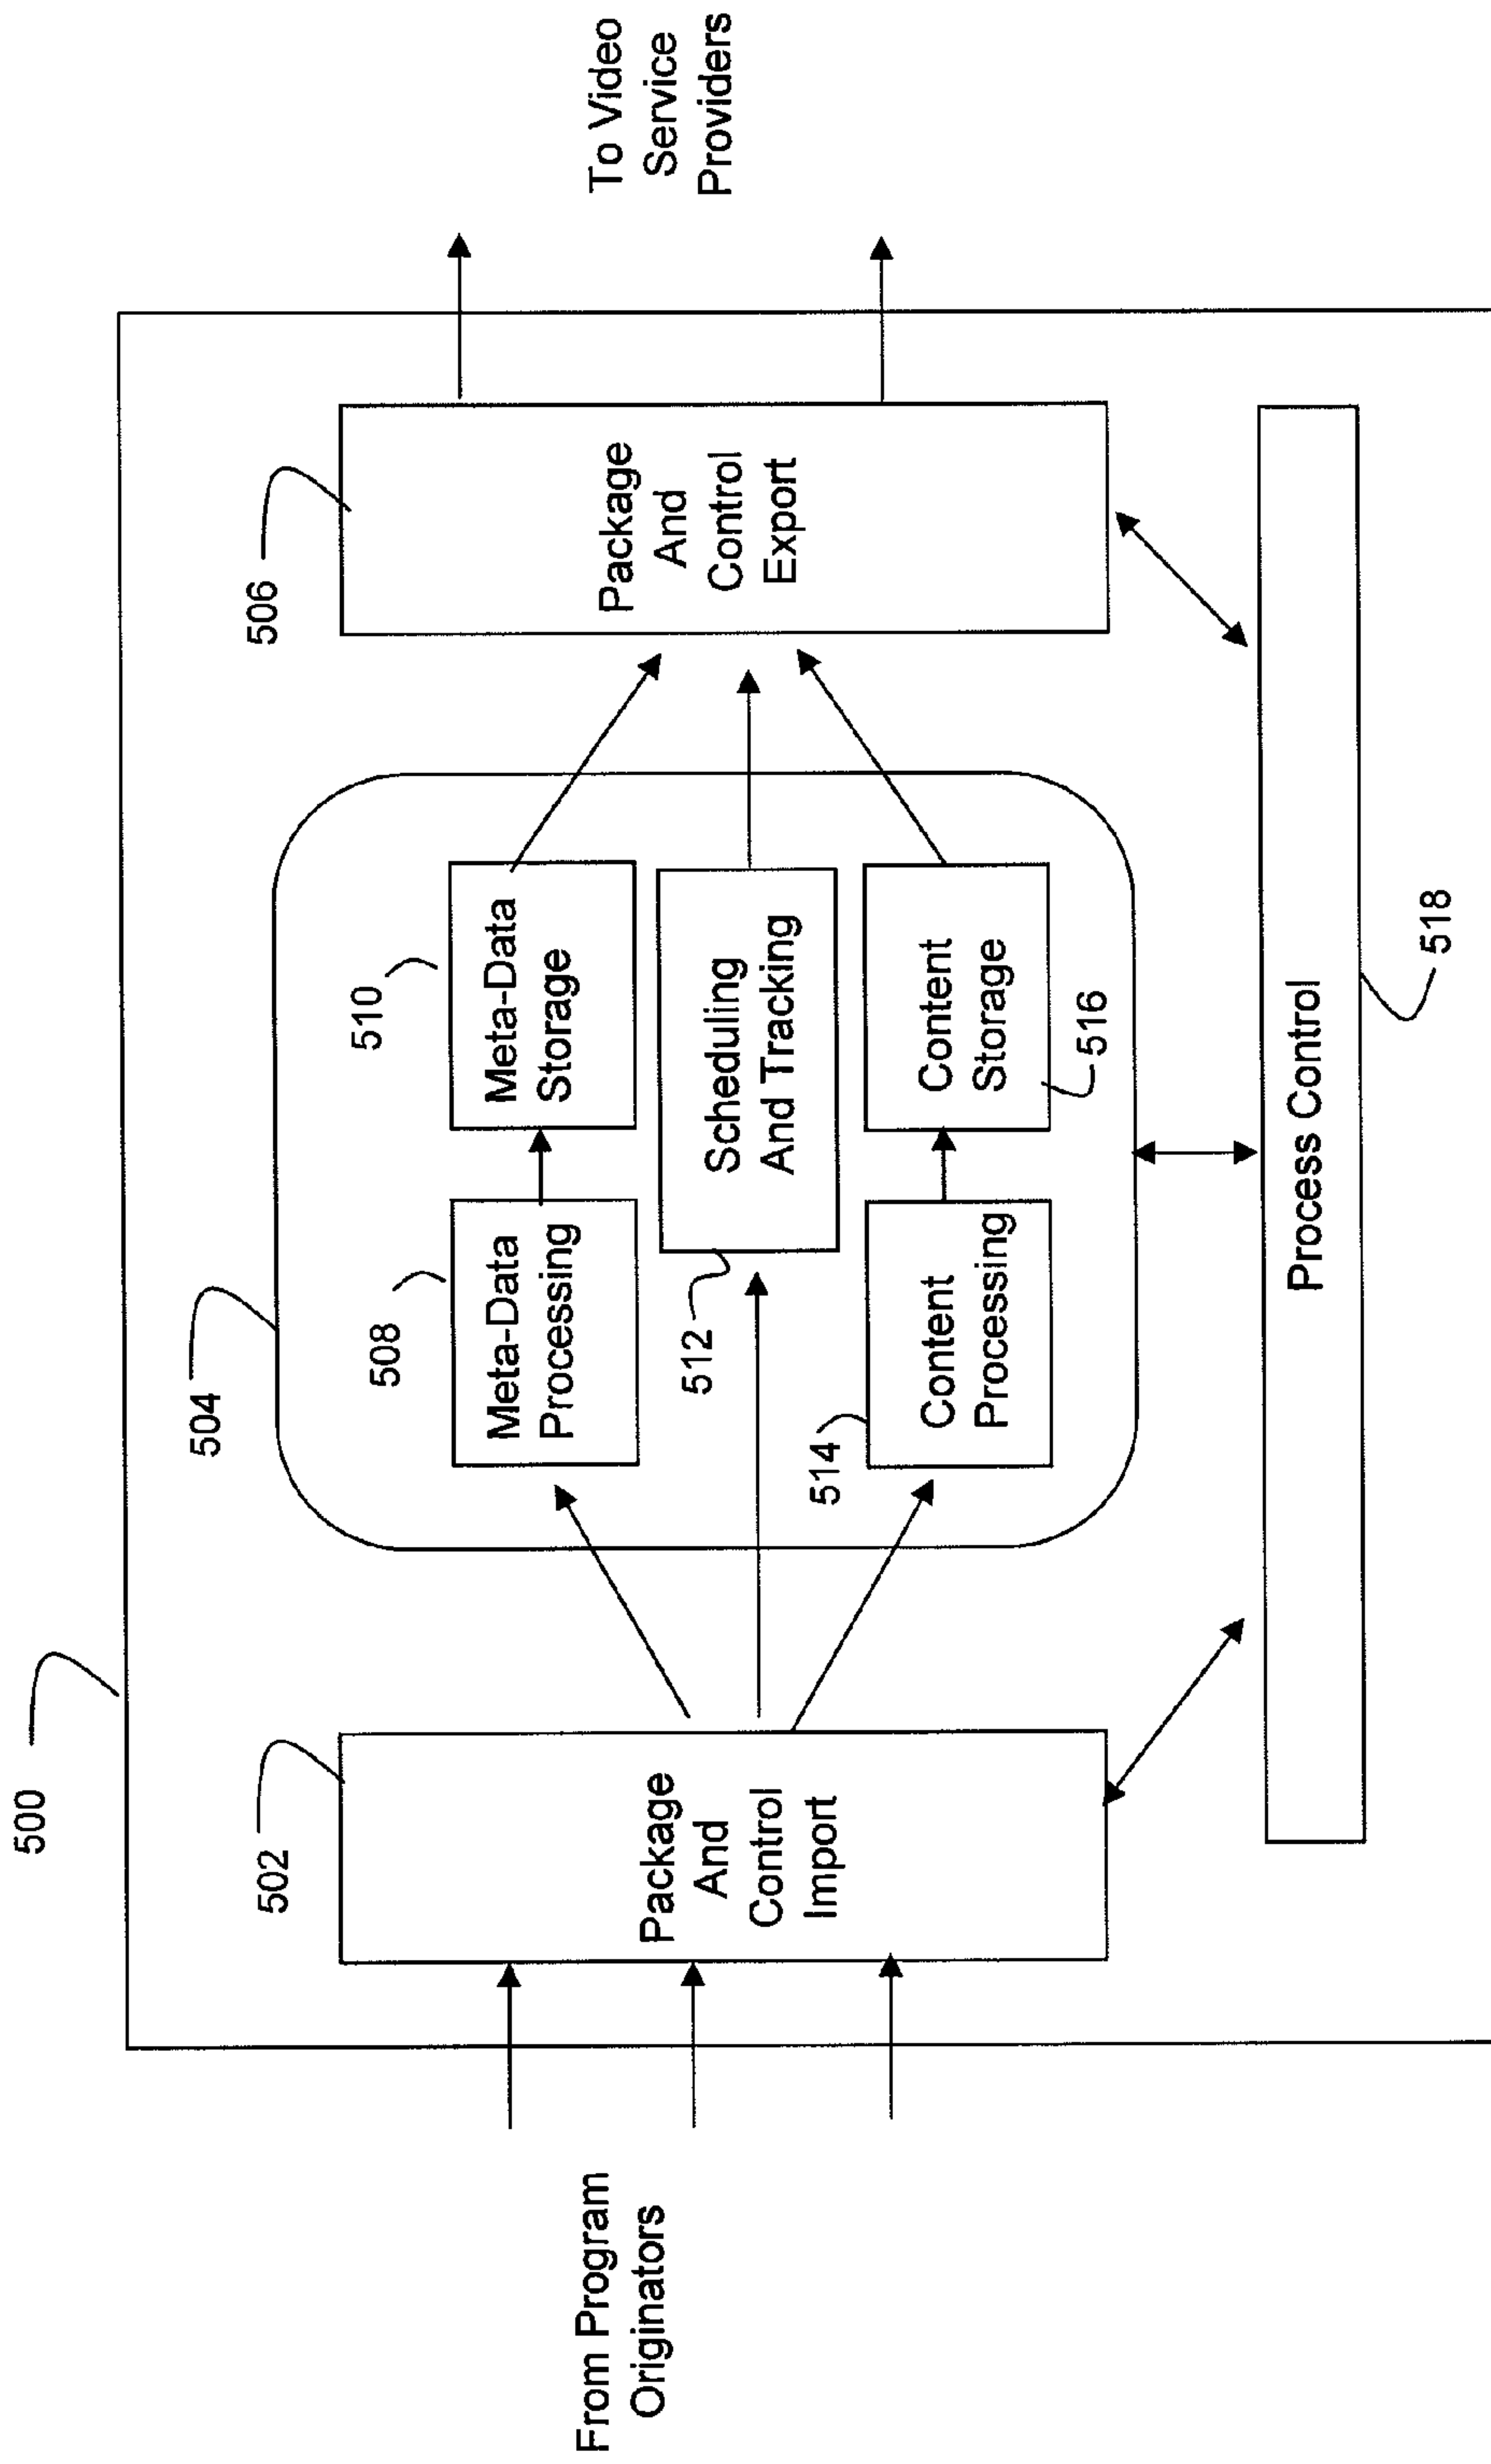 500
502
504
506
From Program
Originators
Package
And
Control
Import
508
Meta-Data
Processing
510
Meta-Data
Storage
512
Scheduling
And Tracking
514
Content
Processing
Content
Storage
516
Package
And
Control
Export
To Video
Service
Providers
Process Control
518